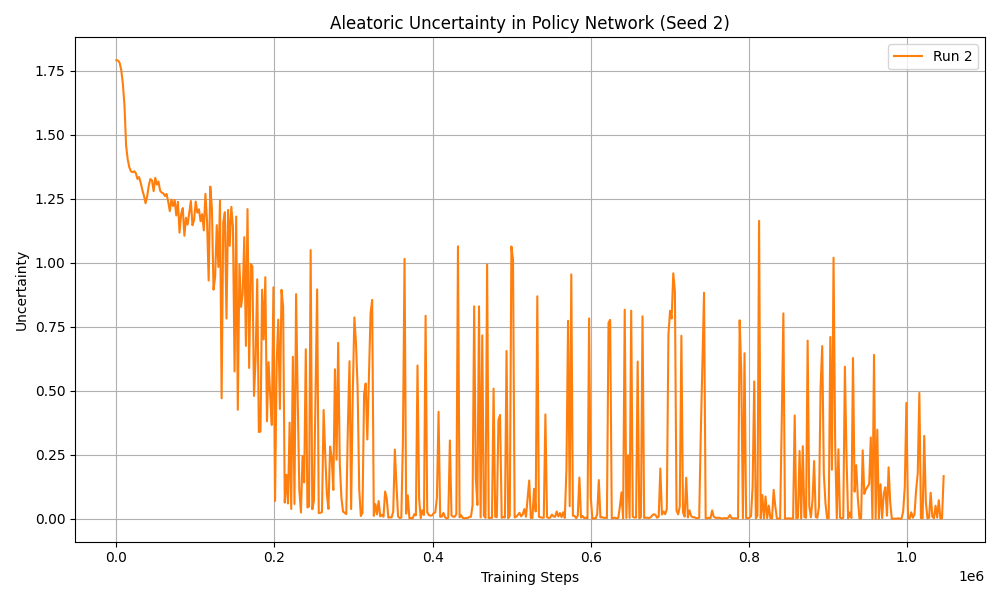 Aleatoric Uncertainty in Policy Network (Seed 2)
Run 2
Uncertainty
1.75
1.50
1.25
1.00
0.75
0.50
0.25
0.00
0.0 0.2 0.4 0.6 0.8 1.0
1e6
Training Steps